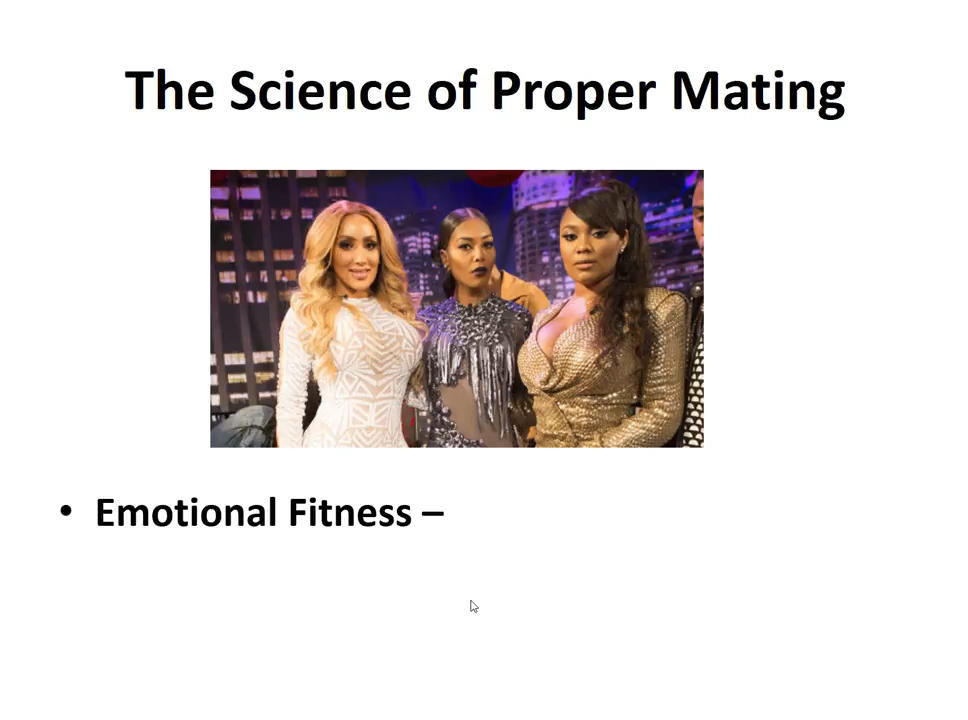 The Science of Proper Mating
• Emotional Fitness –